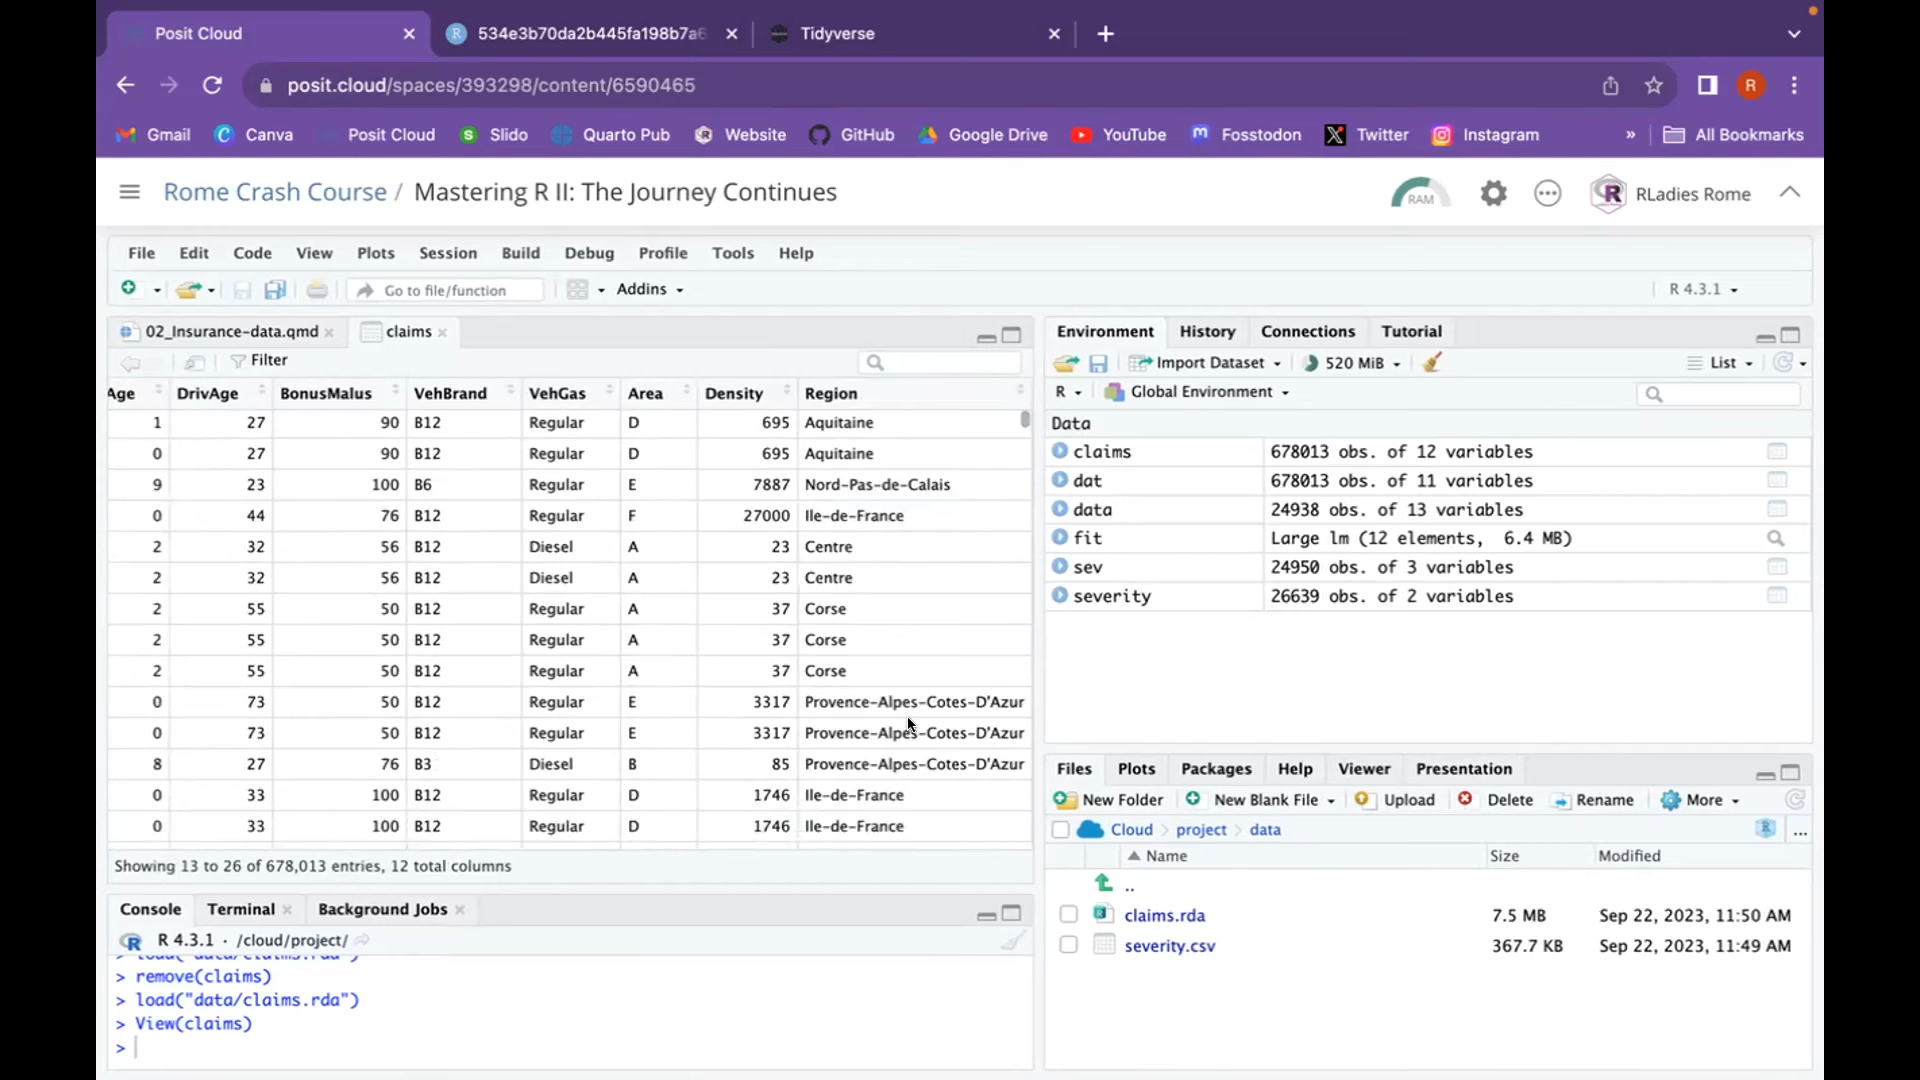 Posit Cloud
534e3b70da2b445fa198b7a6
Tidyverse
posit.cloud/spaces/393298/content/6590465
R
Gmail Canva Posit Cloud Slido Quarto Pub Website GitHub Google Drive YouTube Fosstodon Twitter Instagram » All Bookmarks
Rome Crash Course / Mastering R II: The Journey Continues
RAM
RLadies Rome
File Edit Code View Plots Session Build Debug Profile Tools Help
Go to file/function Addins
R 4.3.1
02_Insurance-data.qmd claims
Filter
Age DrivAge BonusMalus VehBrand VehGas Area Density Region
1 27 90 B12 Regular D 695 Aquitaine
0 27 90 B12 Regular D 695 Aquitaine
9 23 100 B6 Regular E 7887 Nord-Pas-de-Calais
0 44 76 B12 Regular F 27000 Ile-de-France
2 32 56 B12 Diesel A 23 Centre
2 32 56 B12 Diesel A 23 Centre
2 55 50 B12 Regular A 37 Corse
2 55 50 B12 Regular A 37 Corse
2 55 50 B12 Regular A 37 Corse
0 73 50 B12 Regular E 3317 Provence-Alpes-Cotes-D'Azur
0 73 50 B12 Regular E 3317 Provence-Alpes-Cotes-D'Azur
8 27 76 B3 Diesel B 85 Provence-Alpes-Cotes-D'Azur
0 33 100 B12 Regular D 1746 Ile-de-France
0 33 100 B12 Regular D 1746 Ile-de-France
Showing 13 to 26 of 678,013 entries, 12 total columns
Console Terminal Background Jobs
R 4.3.1 · /cloud/project/
> load("data/claims.rda")
> remove(claims)
> load("data/claims.rda")
> View(claims)
>
Environment History Connections Tutorial
Import Dataset 520 MiB List
R Global Environment
Data
claims 678013 obs. of 12 variables
dat 678013 obs. of 11 variables
data 24938 obs. of 13 variables
fit Large lm (12 elements, 6.4 MB)
sev 24950 obs. of 3 variables
severity 26639 obs. of 2 variables
Files Plots Packages Help Viewer Presentation
New Folder New Blank File Upload Delete Rename More
Cloud project data ...
Name Size Modified
..
claims.rda 7.5 MB Sep 22, 2023, 11:50 AM
severity.csv 367.7 KB Sep 22, 2023, 11:49 AM